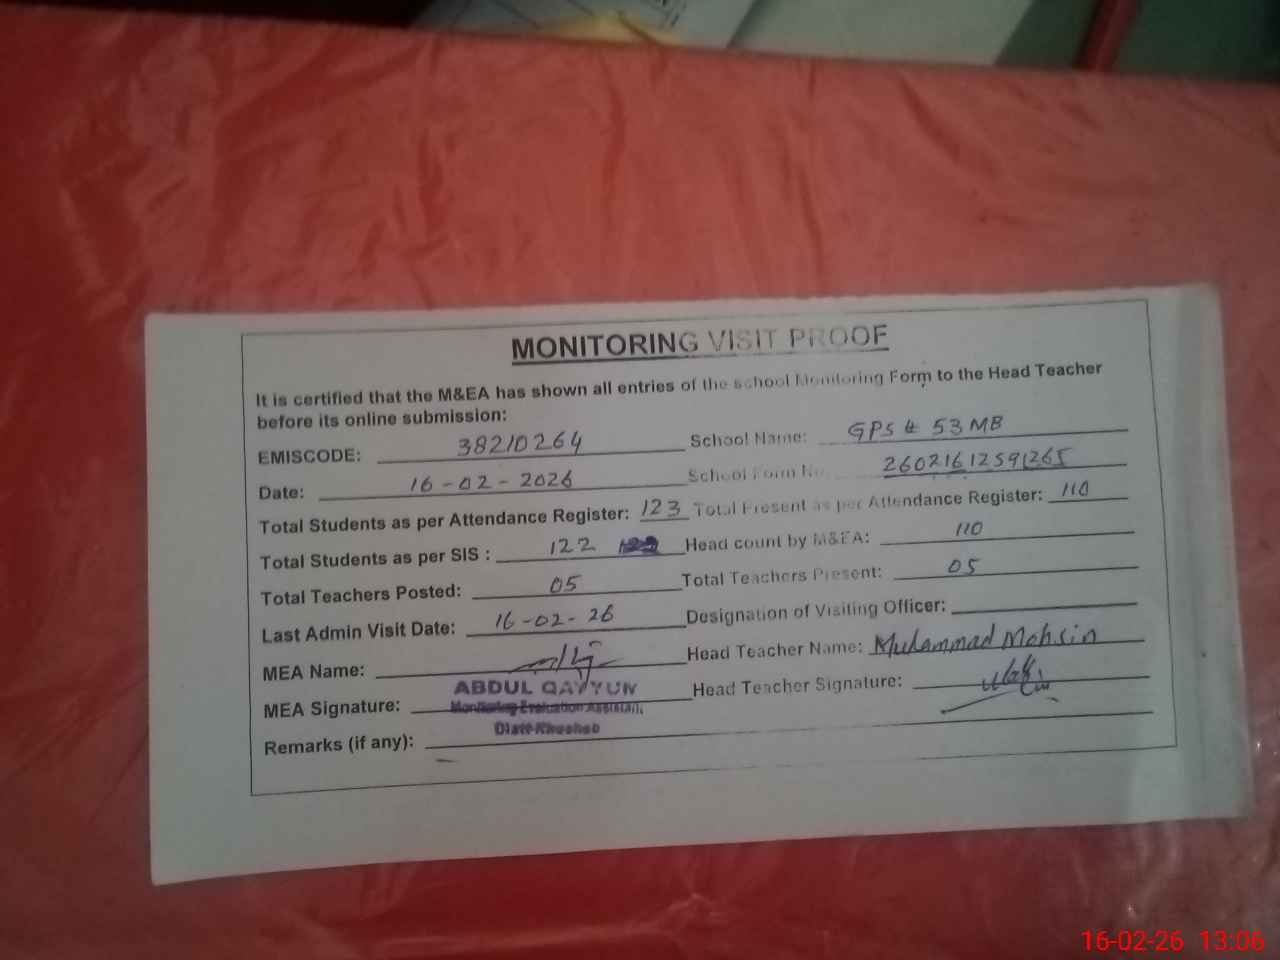 MONITORING VISIT PROOF
It is certified that the M&EA has shown all entries of the school Monitoring Form to the Head Teacher
before its online submission:
EMISCODE: 38210264 School Name: GPS # 53 MB
Date: 16-02-2026 School Form No. 26021612591265
Total Students as per Attendance Register: 123 Total Present as per Attendance Register: 110
Total Students as per SIS : 122 Head count by M&EA: 110
Total Teachers Posted: 05 Total Teachers Present: 05
Last Admin Visit Date: 16-02-26 Designation of Visiting Officer:
MEA Name: Head Teacher Name: Muhammad Mohsin
ABDUL QAYYUM
MEA Signature: Head Teacher Signature:
Monitoring Evaluation Assistant,
Distt Khushab
Remarks (if any):
16-02-26 13:06